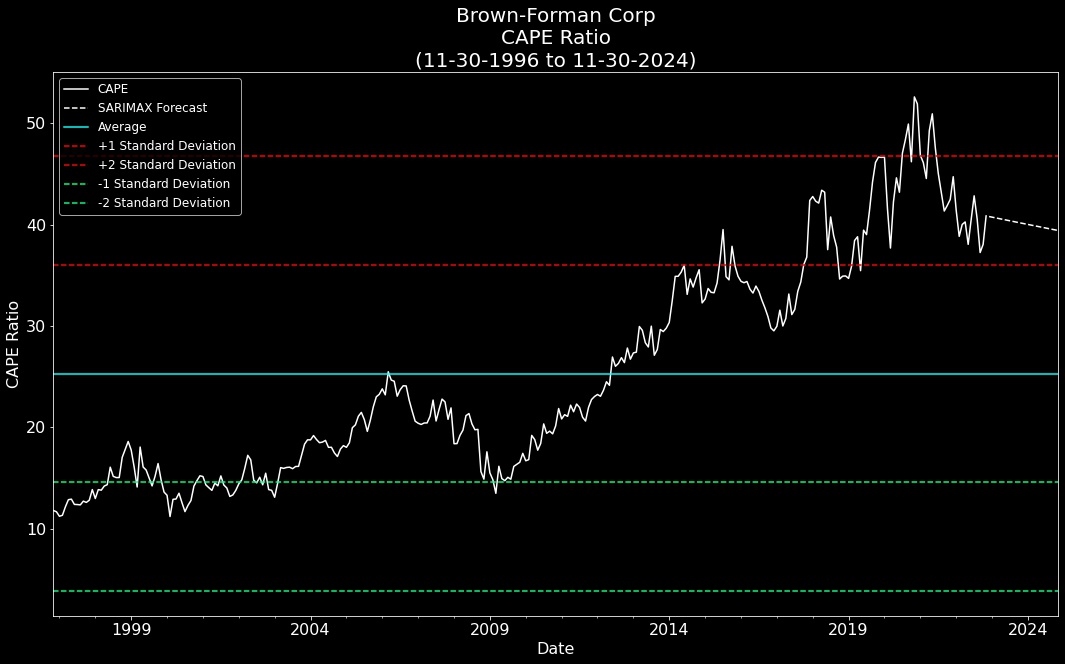 Brown-Forman Corp
CAPE Ratio
(11-30-1996 to 11-30-2024)
CAPE
SARIMAX Forecast
Average
+1 Standard Deviation
+2 Standard Deviation
-1 Standard Deviation
-2 Standard Deviation
50
40
30
20
10
CAPE Ratio
1999
2004
2009
2014
2019
2024
Date